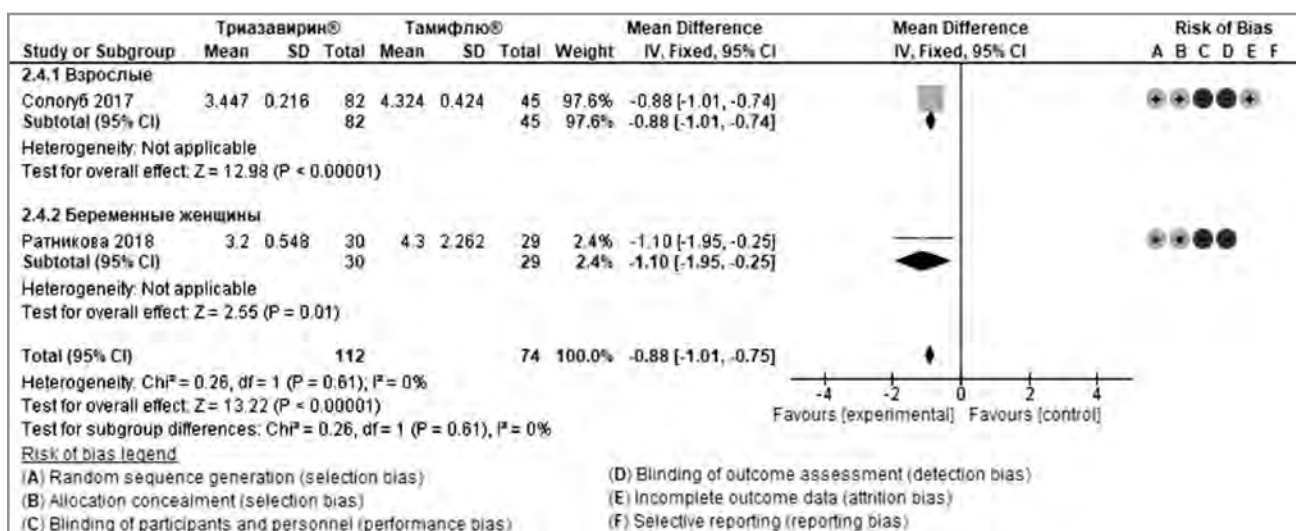 Триазавирин® Тамифлю® Mean Difference Mean Difference Risk of Bias
Study or Subgroup Mean SD Total Mean SD Total Weight IV, Fixed, 95% CI IV, Fixed, 95% CI A B C D E F
2.4.1 Взрослые
Сологуб 2017 3.447 0.216 82 4.324 0.424 45 97.6% -0.88 [-1.01, -0.74]
Subtotal (95% CI) 82 45 97.6% -0.88 [-1.01, -0.74]
Heterogeneity: Not applicable
Test for overall effect: Z = 12.98 (P < 0.00001)
2.4.2 Беременные женщины
Ратникова 2018 3.2 0.548 30 4.3 2.262 29 2.4% -1.10 [-1.95, -0.25]
Subtotal (95% CI) 30 29 2.4% -1.10 [-1.95, -0.25]
Heterogeneity: Not applicable
Test for overall effect: Z = 2.55 (P = 0.01)
Total (95% CI) 112 74 100.0% -0.88 [-1.01, -0.75]
Heterogeneity: Chi² = 0.26, df = 1 (P = 0.61); I² = 0%
Test for overall effect: Z = 13.22 (P < 0.00001)
Test for subgroup differences: Chi² = 0.26, df = 1 (P = 0.61), I² = 0%
-4 -2 0 2 4
Favours [experimental] Favours [control]
Risk of bias legend
(A) Random sequence generation (selection bias)
(B) Allocation concealment (selection bias)
(C) Blinding of participants and personnel (performance bias)
(D) Blinding of outcome assessment (detection bias)
(E) Incomplete outcome data (attrition bias)
(F) Selective reporting (reporting bias)